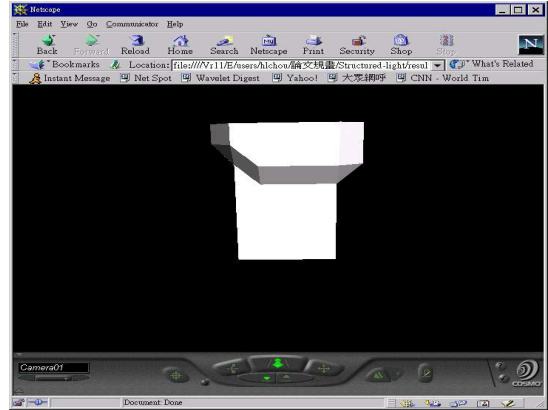 Netscape
File Edit View Go Communicator Help
Back Forward Reload Home Search Netscape Print Security Shop Stop
Bookmarks Location: file:////Vr11/E/users/hlchou/論文規畫/Structured-light/resul What's Related
Instant Message Net Spot Wavelet Digest Yahoo! 大眾網呼 CNN - World Tim
Camera01
COSMO
Document: Done